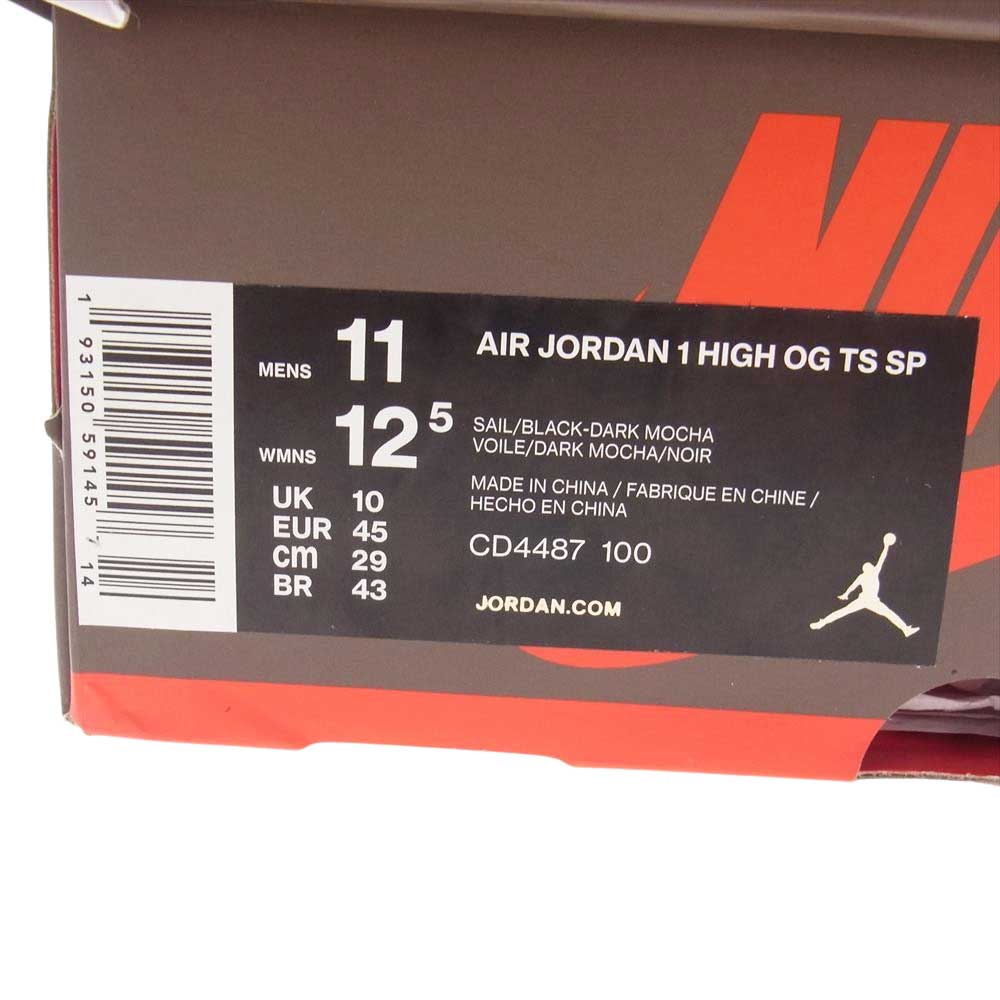 NIK
1 93150 59145 7 14
MENS 11
WMNS 12 5
UK 10
EUR 45
cm 29
BR 43
AIR JORDAN 1 HIGH OG TS SP
SAIL/BLACK-DARK MOCHA
VOILE/DARK MOCHA/NOIR
MADE IN CHINA / FABRIQUE EN CHINE /
HECHO EN CHINA
CD4487 100
JORDAN.COM